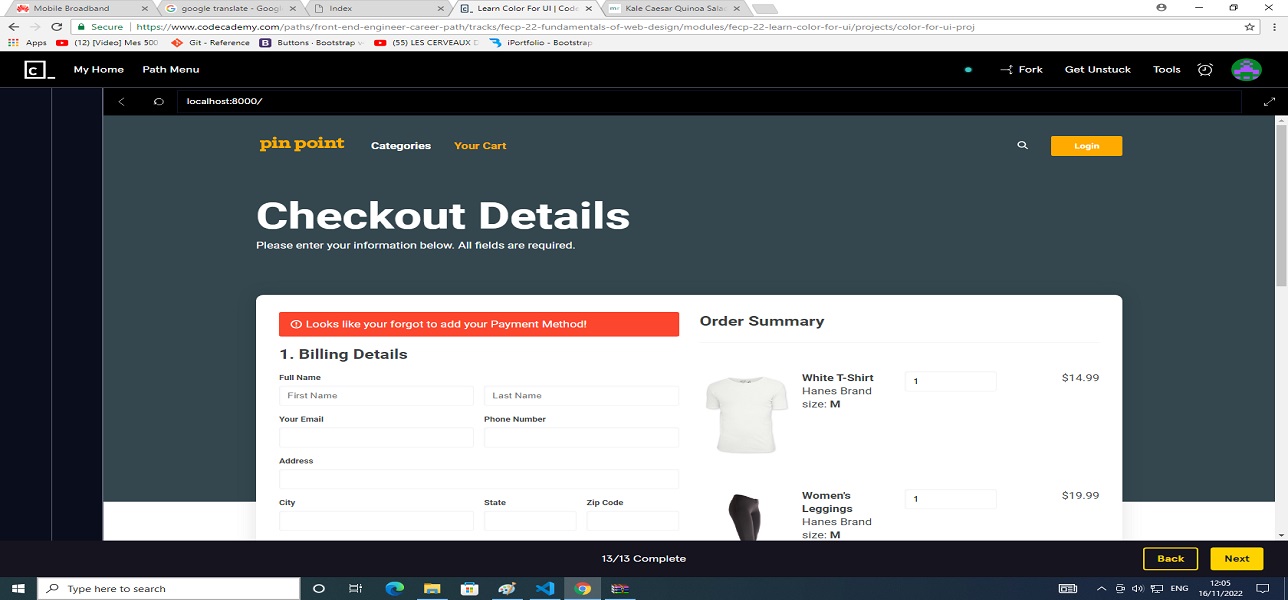 Mobile Broadband
google translate - Googl
Index
Learn Color For UI | Code
Kale Caesar Quinoa Salad
Secure
https://www.codecademy.com/paths/front-end-engineer-career-path/tracks/fecp-22-fundamentals-of-web-design/modules/fecp-22-learn-color-for-ui/projects/color-for-ui-proj
Apps
(12) [Video] Mes 500
Git - Reference
Buttons · Bootstrap v
(55) LES CERVEAUX D
iPortfolio - Bootstrap
c_
My Home
Path Menu
Fork
Get Unstuck
Tools
localhost:8000/
pin point
Categories
Your Cart
Login
Checkout Details
Please enter your information below. All fields are required.
Looks like your forgot to add your Payment Method!
1. Billing Details
Full Name
First Name
Last Name
Your Email
Phone Number
Address
City
State
Zip Code
Order Summary
White T-Shirt
Hanes Brand
size: M
1
$14.99
Women's
Leggings
Hanes Brand
size: M
1
$19.99
13/13 Complete
Back
Next
Type here to search
ENG
12:05
16/11/2022